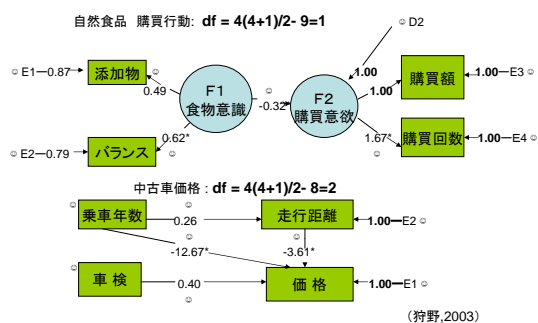 自然食品 購買行動: df = 4(4+1)/2- 9=1
☺ D2
☺ E1 0.87 添加物 ☺
0.49
F1
食物意識
☺
-0.32
1.00
F2
購買意欲
1.00
購買額 1.00 E3 ☺
☺ E2 0.79 バランス ☺
0.62*
1.67*
☺
購買回数 1.00 E4 ☺
中古車価格 : df = 4(4+1)/2- 8=2
☺ 乗車年数 ☺ 0.26 ☺ 走行距離 1.00 E2 ☺
-12.67* ☺ -3.61*
☺ 車 検 ☺ 0.40 ☺ 価 格 1.00 E1 ☺
(狩野,2003)